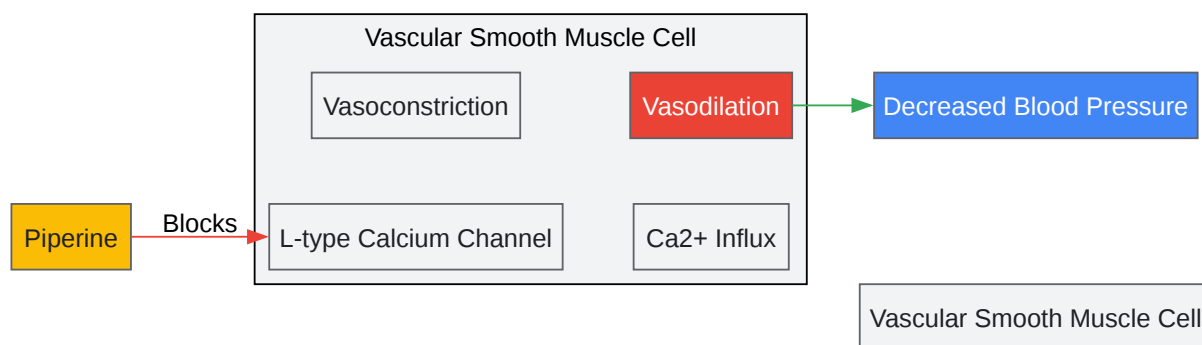 Vascular Smooth Muscle Cell
Vasoconstriction
Vasodilation
Decreased Blood Pressure
Piperine
Blocks
L-type Calcium Channel
Ca2+ Influx
Vascular Smooth Muscle Cell